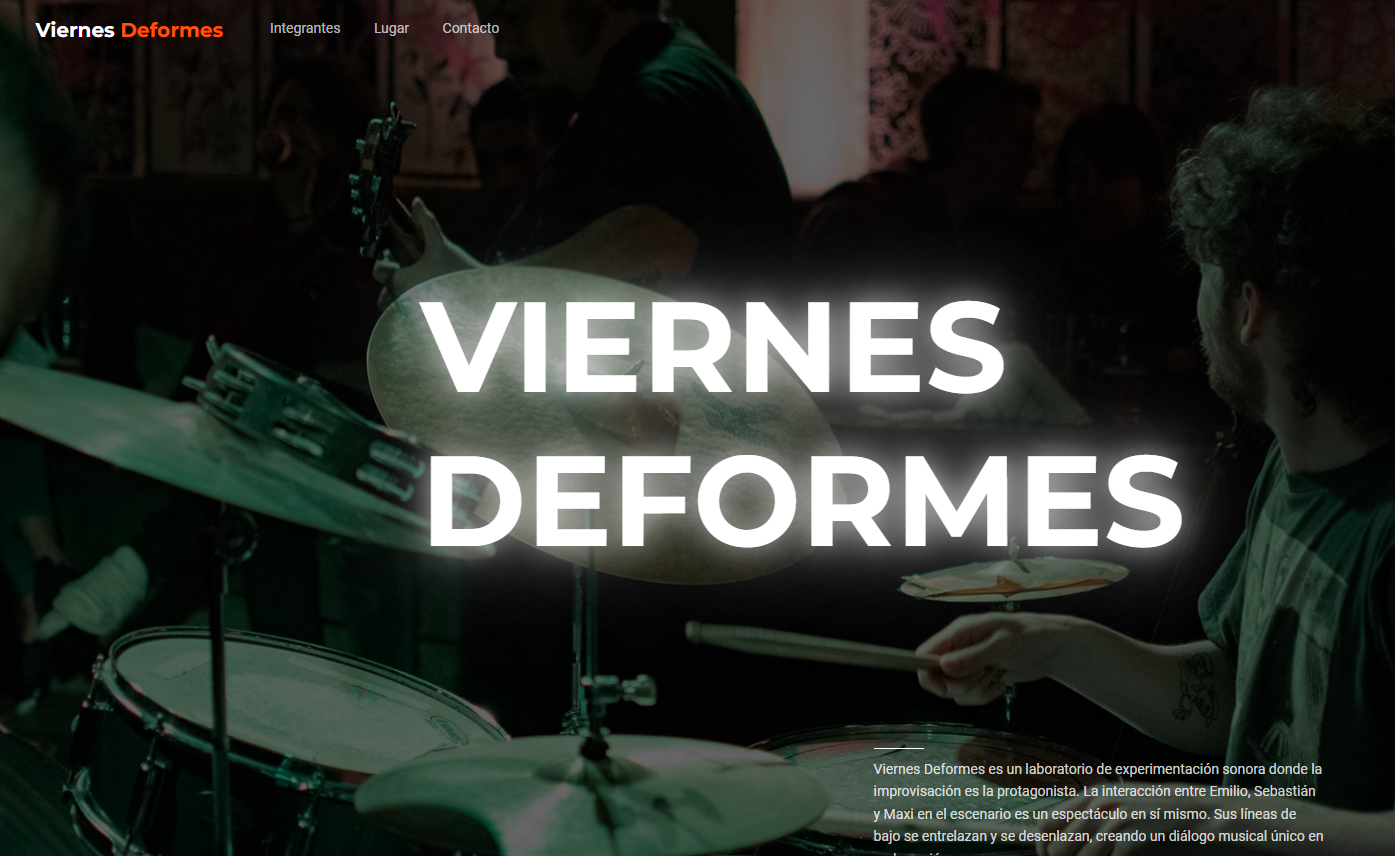 Viernes Deformes Integrantes Lugar Contacto
VIERNES
DEFORMES
Viernes Deformes es un laboratorio de experimentación sonora donde la
improvisación es la protagonista. La interacción entre Emilio, Sebastián
y Maxi en el escenario es un espectáculo en sí mismo. Sus líneas de
bajo se entrelazan y se desenlazan, creando un diálogo musical único en